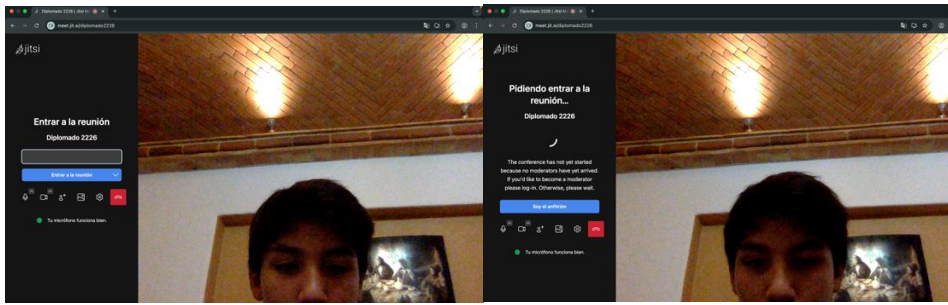 Diplomado 2226 | Jitsi
meet.jit.si/diplomado2226
jitsi
Entrar a la reunión
Diplomado 2226
Entrar a la reunión
Tu micrófono funciona bien.
Diplomado 2226 | Jitsi
meet.jit.si/diplomado2226
jitsi
Pidiendo entrar a la
reunión...
Diplomado 2226
The conference has not yet started
because no moderators have yet arrived.
If you'd like to become a moderator
please log-in. Otherwise, please wait.
Soy el anfitrión
Tu micrófono funciona bien.